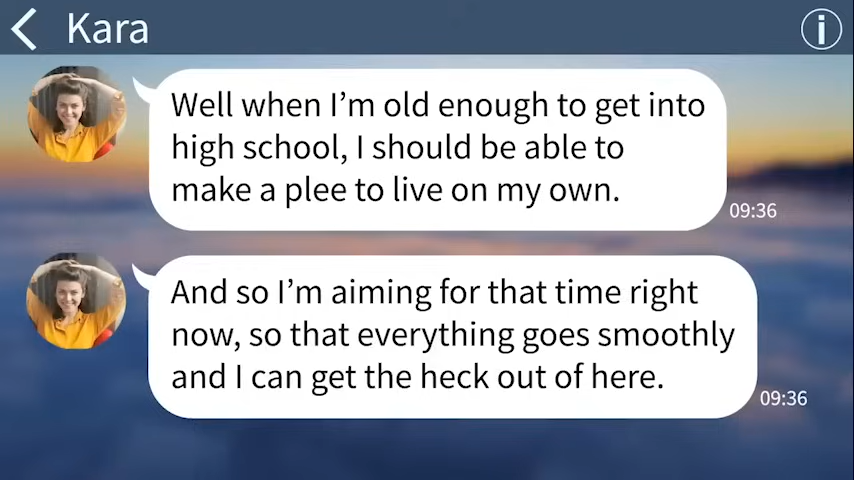 Kara
Well when I’m old enough to get into
high school, I should be able to
make a plee to live on my own.
09:36
And so I’m aiming for that time right
now, so that everything goes smoothly
and I can get the heck out of here.
09:36